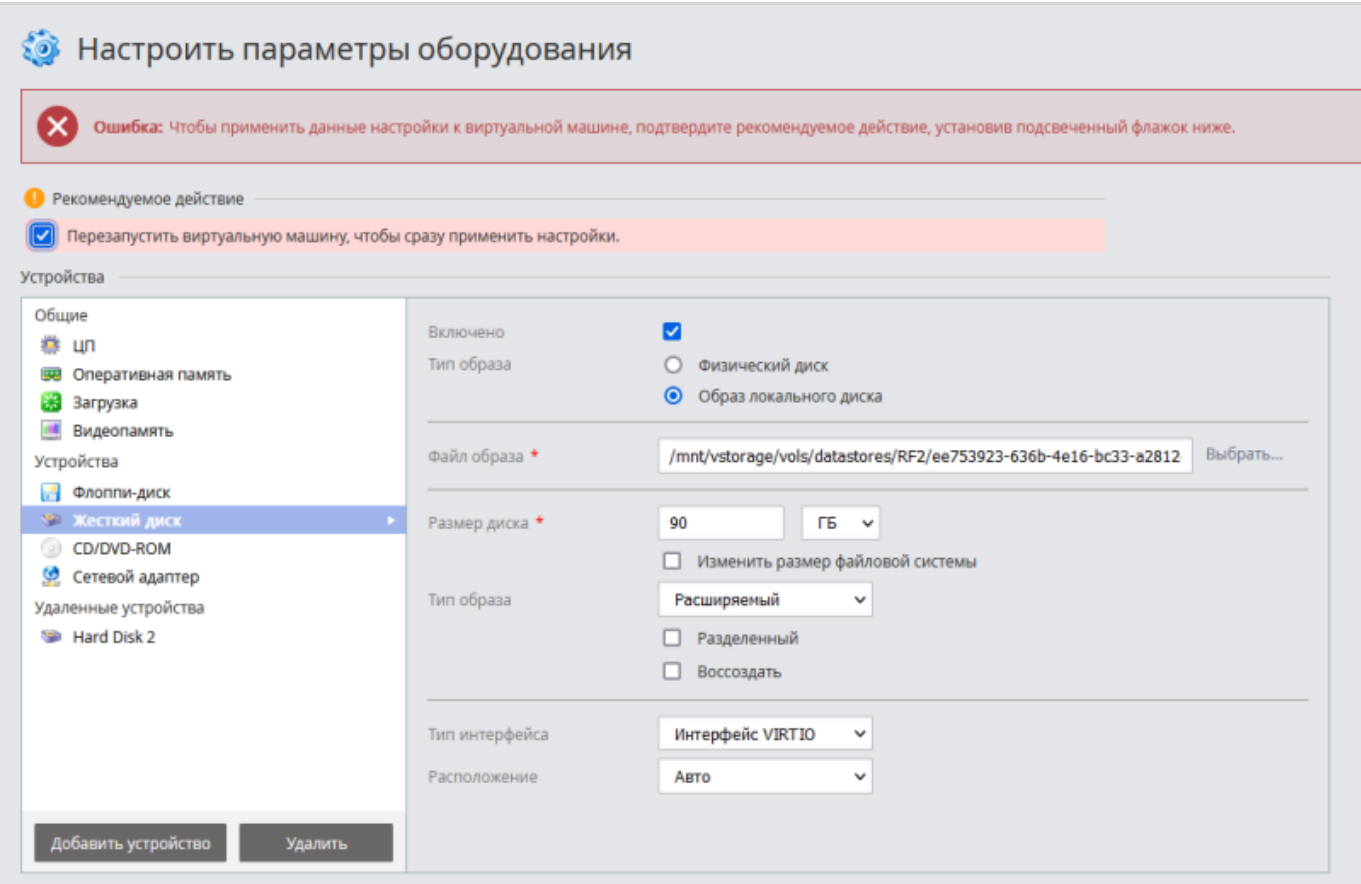 Настроить параметры оборудования
Ошибка: Чтобы применить данные настройки к виртуальной машине, подтвердите рекомендуемое действие, установив подсвеченный флажок ниже.
Рекомендуемое действие
Перезапустить виртуальную машину, чтобы сразу применить настройки.
Устройства
Общие
ЦП
Оперативная память
Загрузка
Видеопамять
Устройства
Флоппи-диск
Жесткий диск
CD/DVD-ROM
Сетевой адаптер
Удаленные устройства
Hard Disk 2
Добавить устройство
Удалить
Включено
Тип образа
Физический диск
Образ локального диска
Файл образа * /mnt/vstorage/vols/datastores/RF2/ee753923-636b-4e16-bc33-a2812 Выбрать...
Размер диска * 90 ГБ
Изменить размер файловой системы
Тип образа Расширяемый
Разделенный
Воссоздать
Тип интерфейса Интерфейс VIRTIO
Расположение Авто